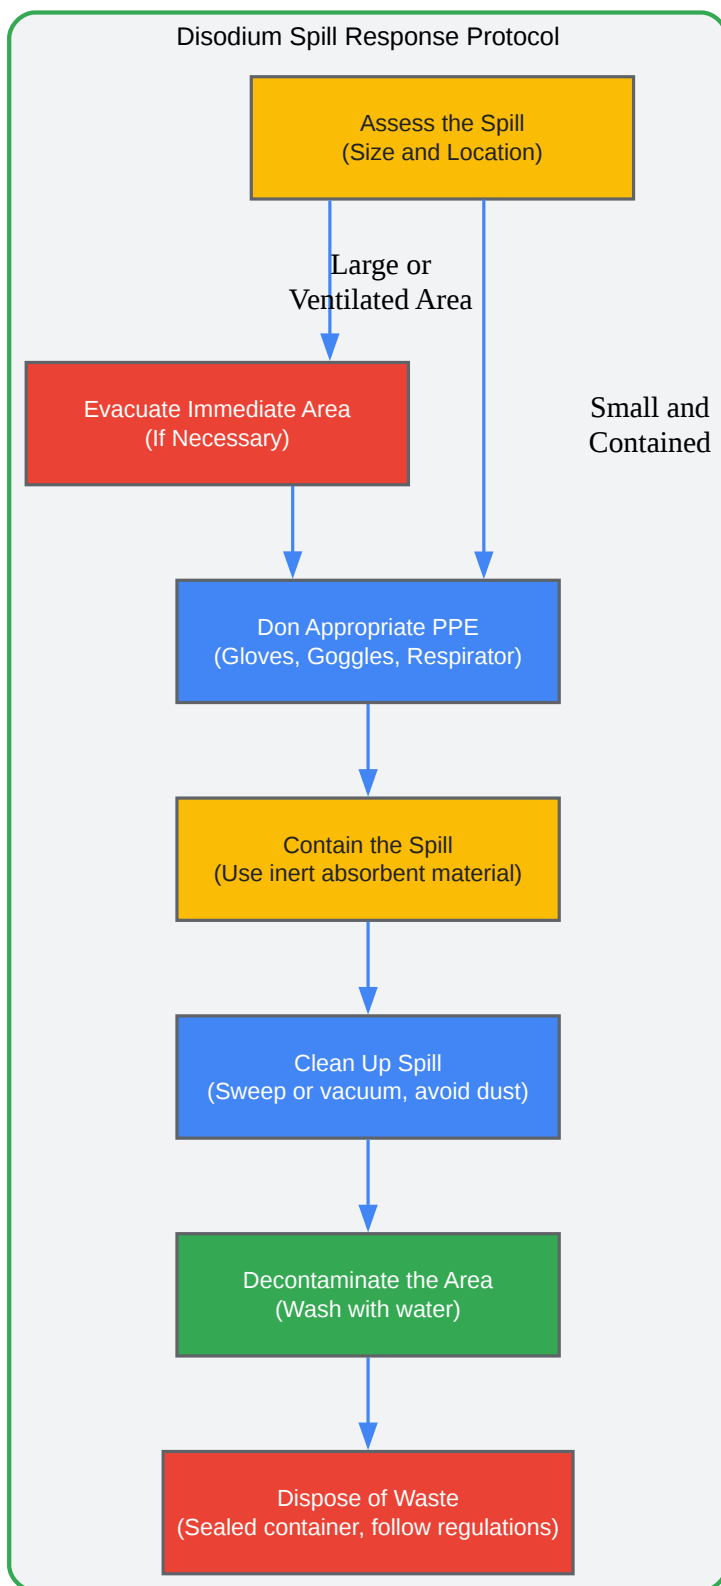 Disodium Spill Response Protocol
Assess the Spill
(Size and Location)
Large or
Ventilated Area
Evacuate Immediate Area
(If Necessary)
Small and
Contained
Don Appropriate PPE
(Gloves, Goggles, Respirator)
Contain the Spill
(Use inert absorbent material)
Clean Up Spill
(Sweep or vacuum, avoid dust)
Decontaminate the Area
(Wash with water)
Dispose of Waste
(Sealed container, follow regulations)